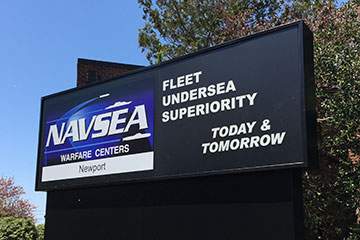 NAVSEA
WARFARE CENTERS
Newport
FLEET
UNDERSEA
SUPERIORITY
TODAY &
TOMORROW